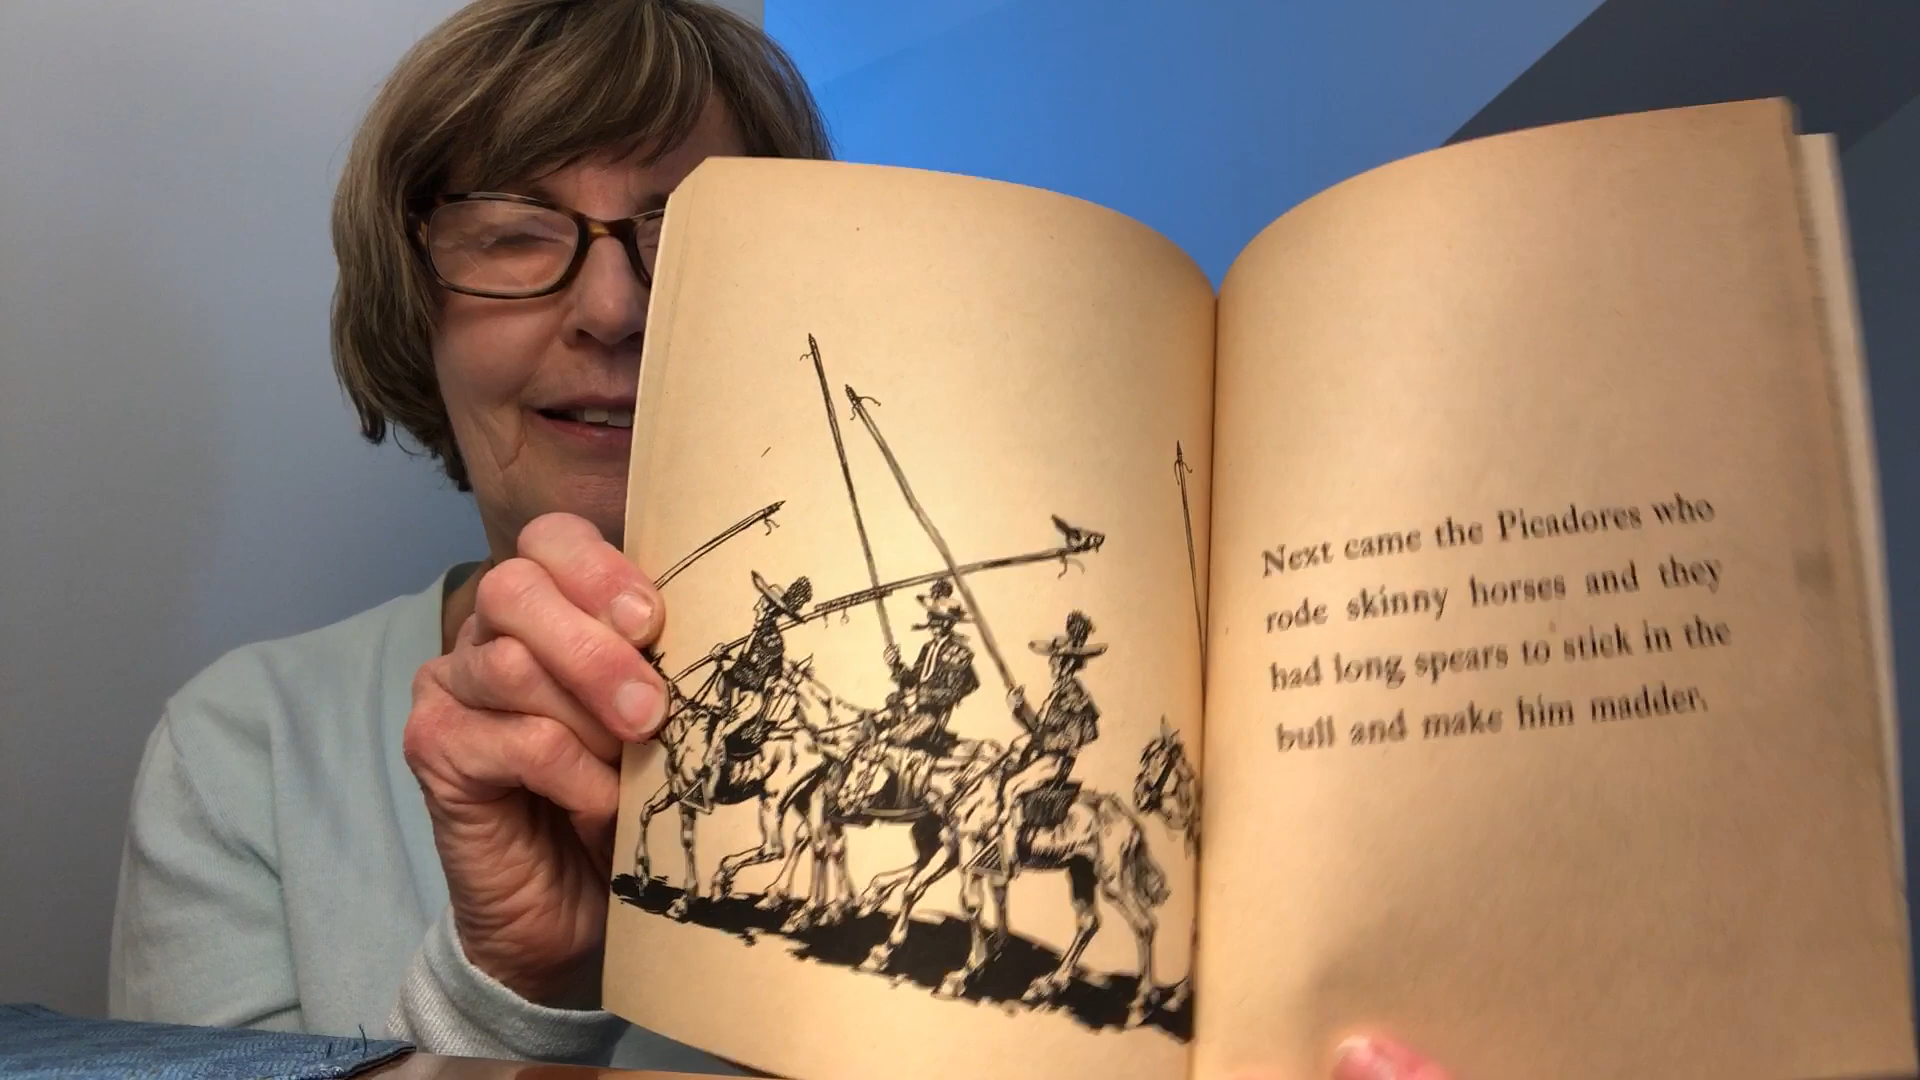 Next came the Picadores who
rode skinny horses and they
had long spears to stick in the
bull and make him madder.